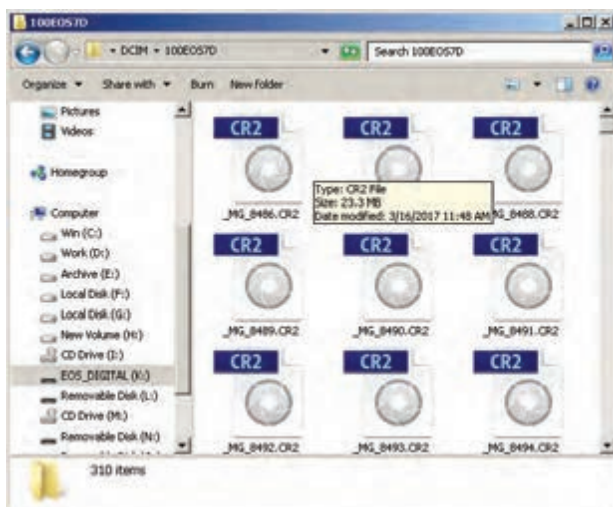 100EOS7D
DCIM 100EOS7D
Search 100EOS7D
Organize Share with Burn New folder
Pictures
Videos
Homegroup
Computer
Win (C:)
Work (D:)
Archive (E:)
Local Disk (F:)
Local Disk (G:)
New Volume (H:)
CD Drive (I:)
EOS_DIGITAL (K:)
Removable Disk (L:)
CD Drive (M:)
Removable Disk (N:)
CR2 CR2 CR2
Type: CR2 File
Size: 23.3 MB
Date modified: 3/16/2017 11:48 AM
_MG_8486.CR2 MG_8488.CR2
CR2 CR2 CR2
_MG_8489.CR2 _MG_8490.CR2 _MG_8491.CR2
CR2 CR2 CR2
_MG_8492.CR2 _MG_8493.CR2 _MG_8494.CR2
310 items